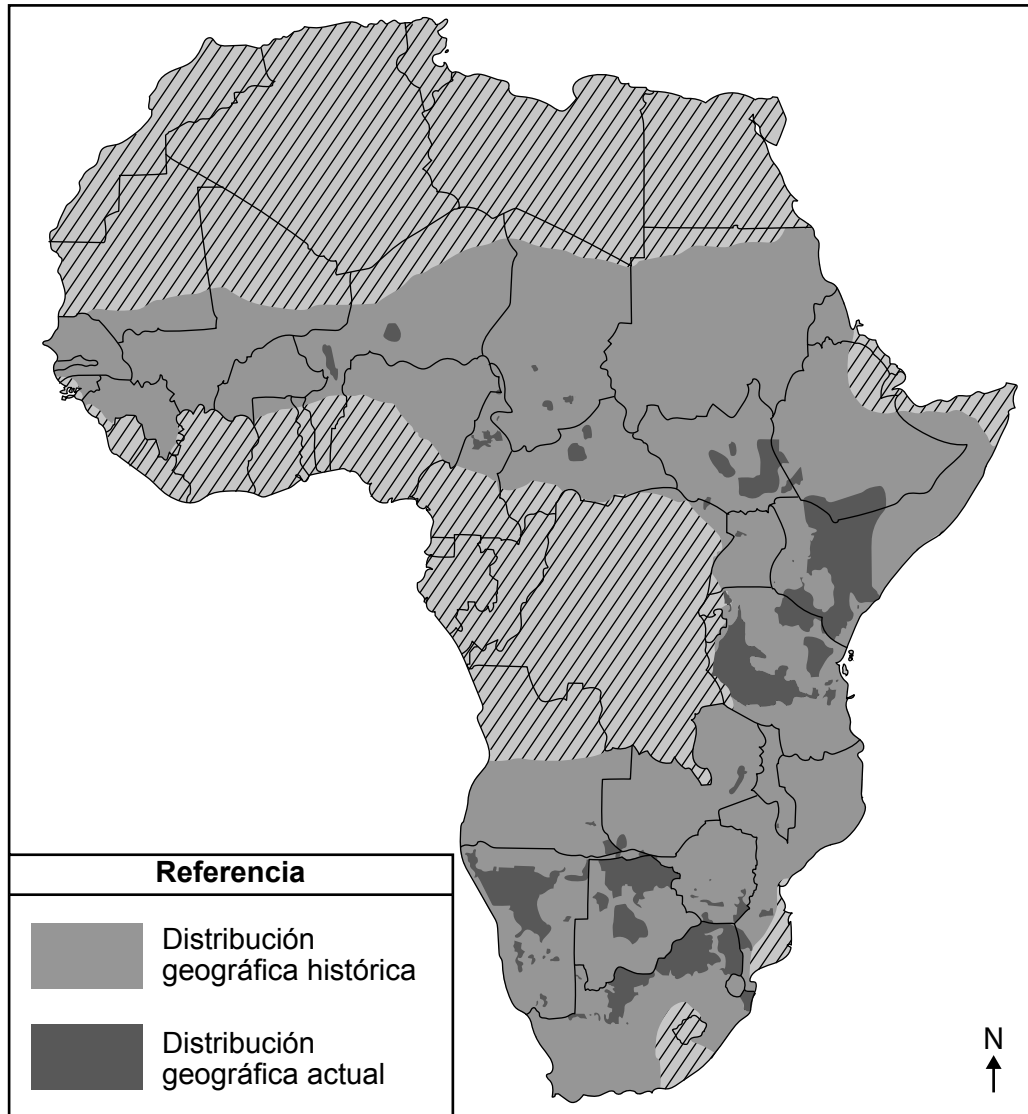 Referencia
Distribución
geográfica histórica
Distribución
geográfica actual
N